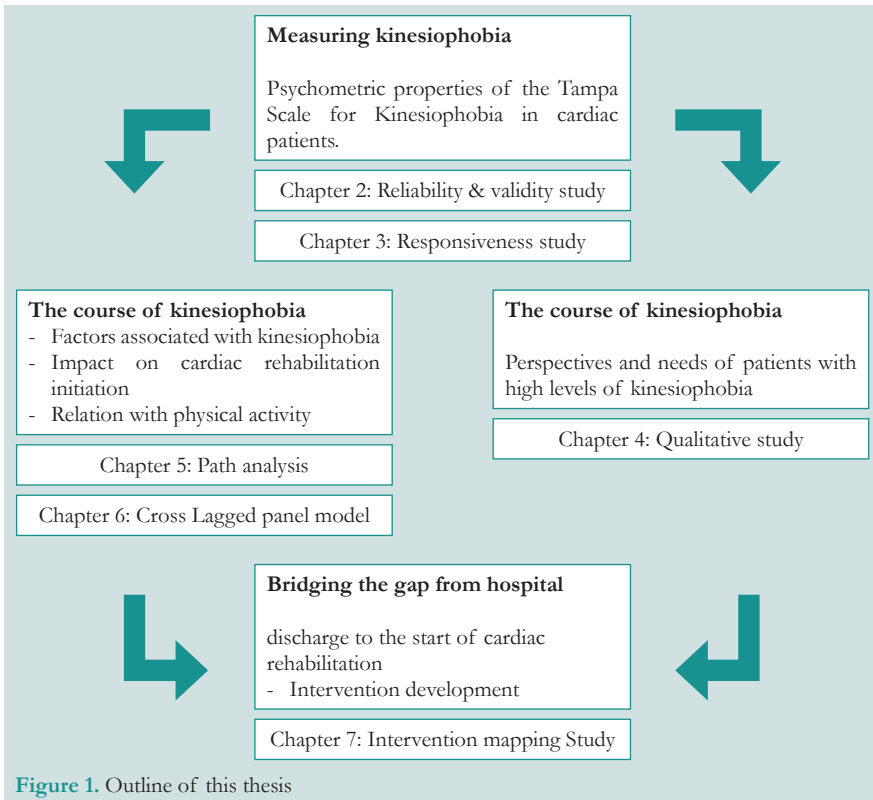 Measuring kinesiophobia
Psychometric properties of the Tampa
Scale for Kinesiophobia in cardiac
patients.
Chapter 2: Reliability & validity study
Chapter 3: Responsiveness study
The course of kinesiophobia
- Factors associated with kinesiophobia
- Impact on cardiac rehabilitation
initiation
- Relation with physical activity
Chapter 5: Path analysis
Chapter 6: Cross Lagged panel model
The course of kinesiophobia
Perspectives and needs of patients with
high levels of kinesiophobia
Chapter 4: Qualitative study
Bridging the gap from hospital
discharge to the start of cardiac
rehabilitation
- Intervention development
Chapter 7: Intervention mapping Study
Figure 1. Outline of this thesis